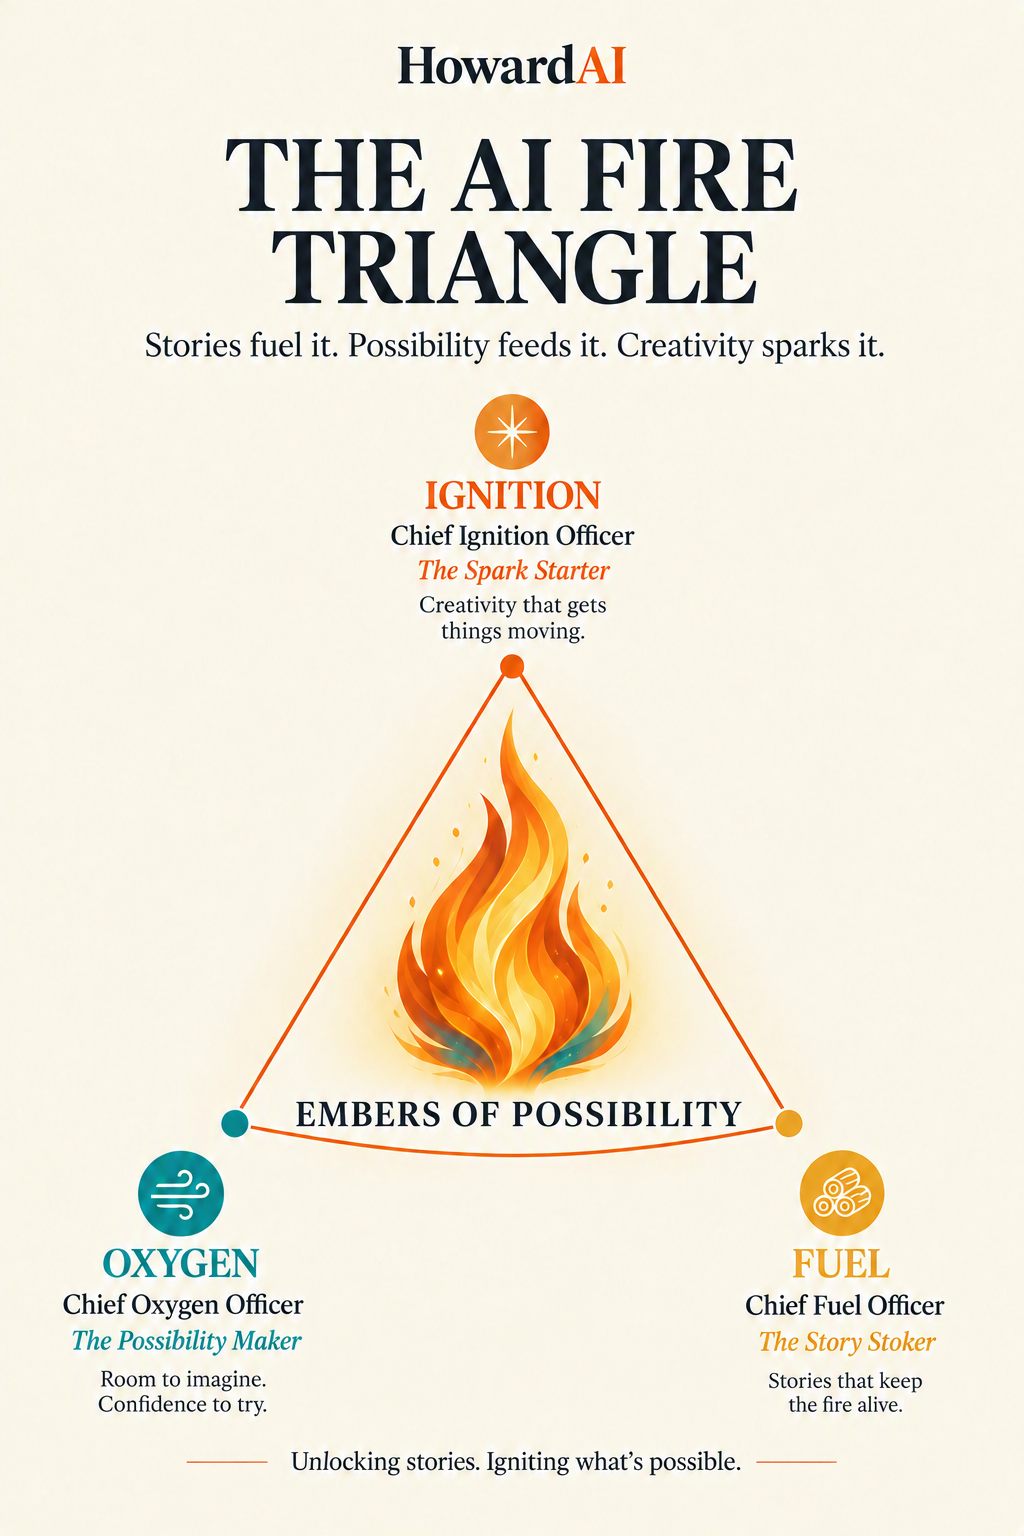 HowardAI
THE AI FIRE
TRIANGLE
Stories fuel it. Possibility feeds it. Creativity sparks it.
IGNITION
Chief Ignition Officer
The Spark Starter
Creativity that gets
things moving.
EMBERS OF POSSIBILITY
OXYGEN
Chief Oxygen Officer
The Possibility Maker
Room to imagine.
Confidence to try.
FUEL
Chief Fuel Officer
The Story Stoker
Stories that keep
the fire alive.
Unlocking stories. Igniting what’s possible.